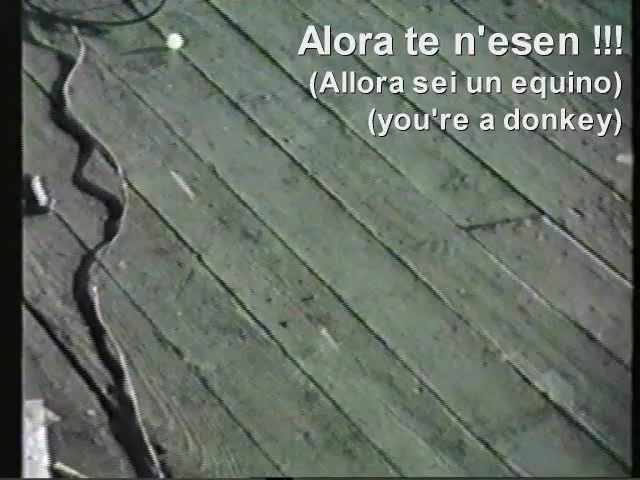 Alora te n'esen !!!
(Allora sei un equino)
(you're a donkey)